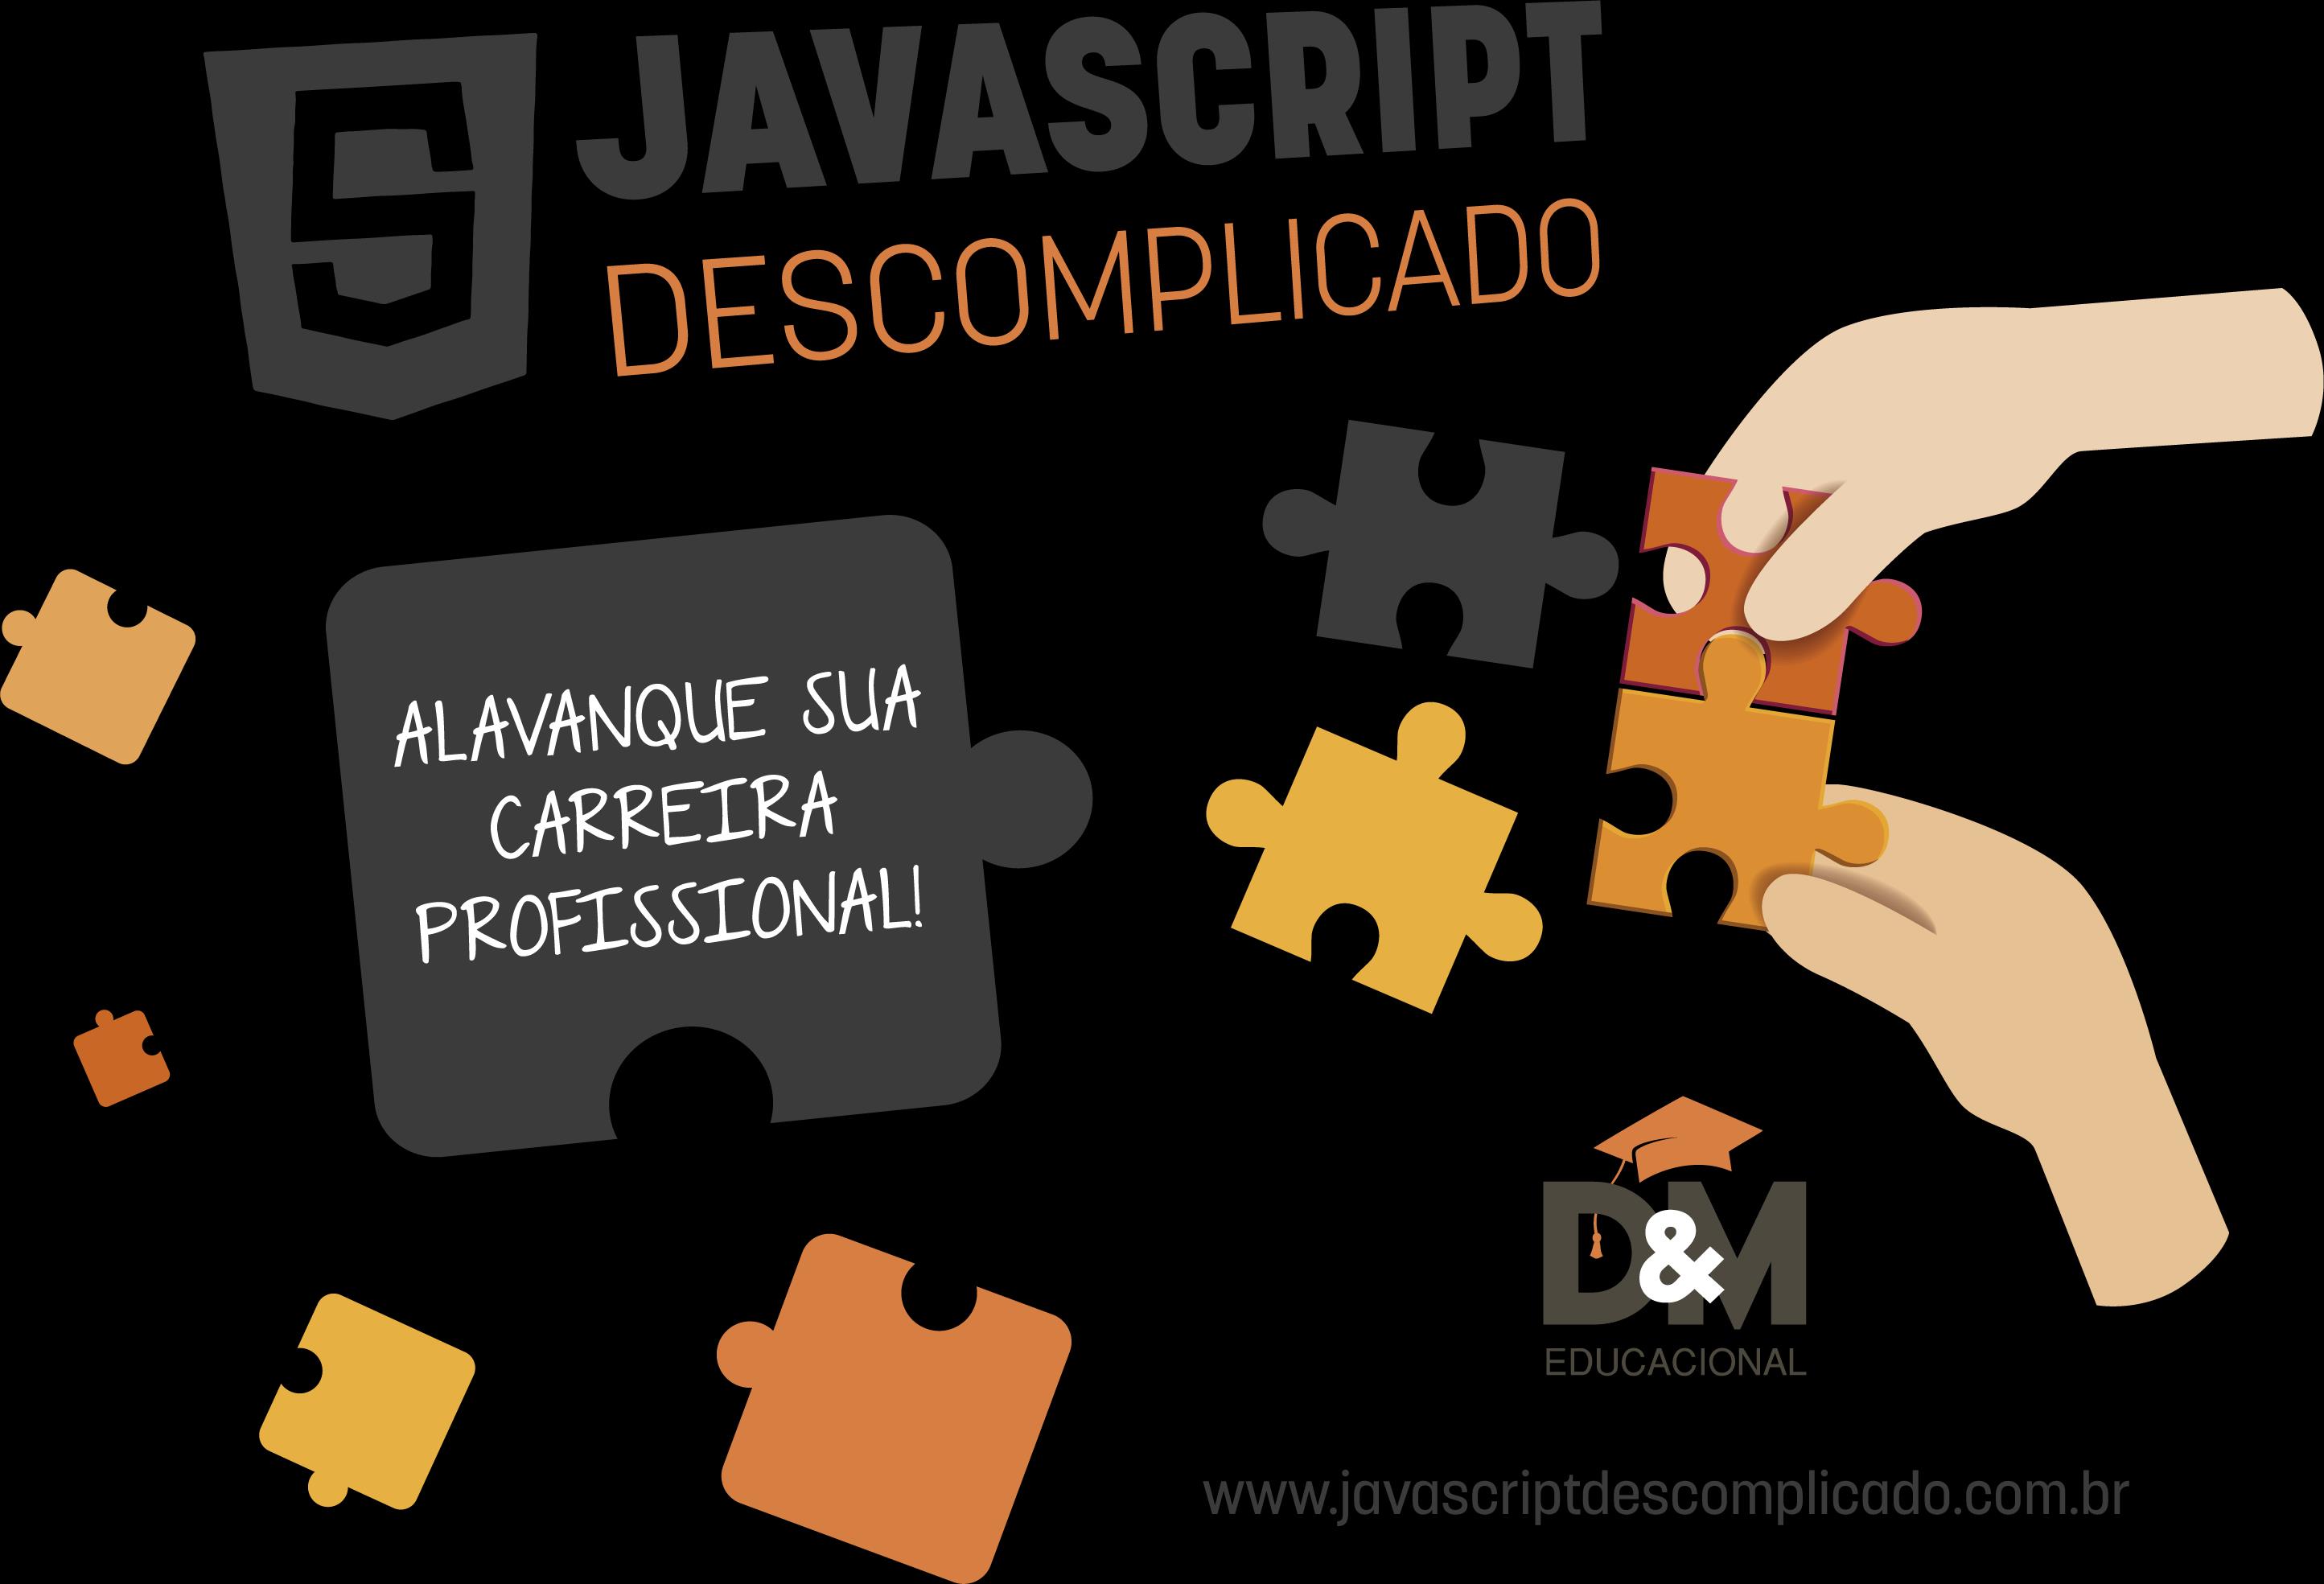 JAVASCRIPT
DESCOMPLICADO
ALAVANQUE SUA
CARREIRA
PROFISSIONAL!
D&M
EDUCACIONAL
www.javascriptdescomplicado.com.br